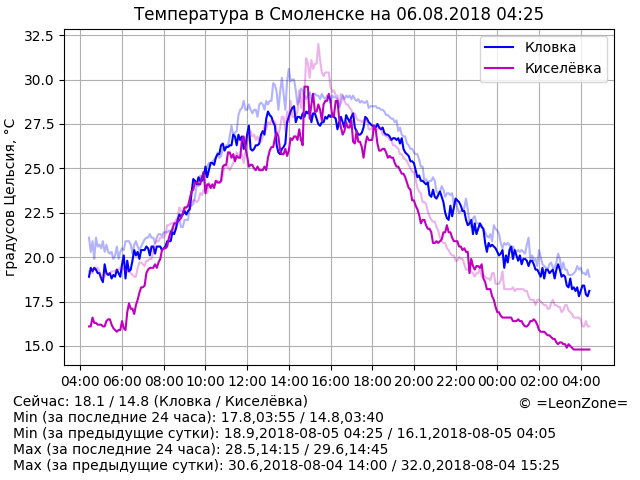 Температура в Смоленске на 06.08.2018 04:25
32.5
30.0
27.5
25.0
22.5
20.0
17.5
15.0
градусов Цельсия, °C
Кловка
Киселёвка
04:00 06:00 08:00 10:00 12:00 14:00 16:00 18:00 20:00 22:00 00:00 02:00 04:00
Сейчас: 18.1 / 14.8 (Кловка / Киселёвка)
© =LeonZone=
Min (за последние 24 часа): 17.8,03:55 / 14.8,03:40
Min (за предыдущие сутки): 18.9,2018-08-05 04:25 / 16.1,2018-08-05 04:05
Max (за последние 24 часа): 28.5,14:15 / 29.6,14:45
Max (за предыдущие сутки): 30.6,2018-08-04 14:00 / 32.0,2018-08-04 15:25